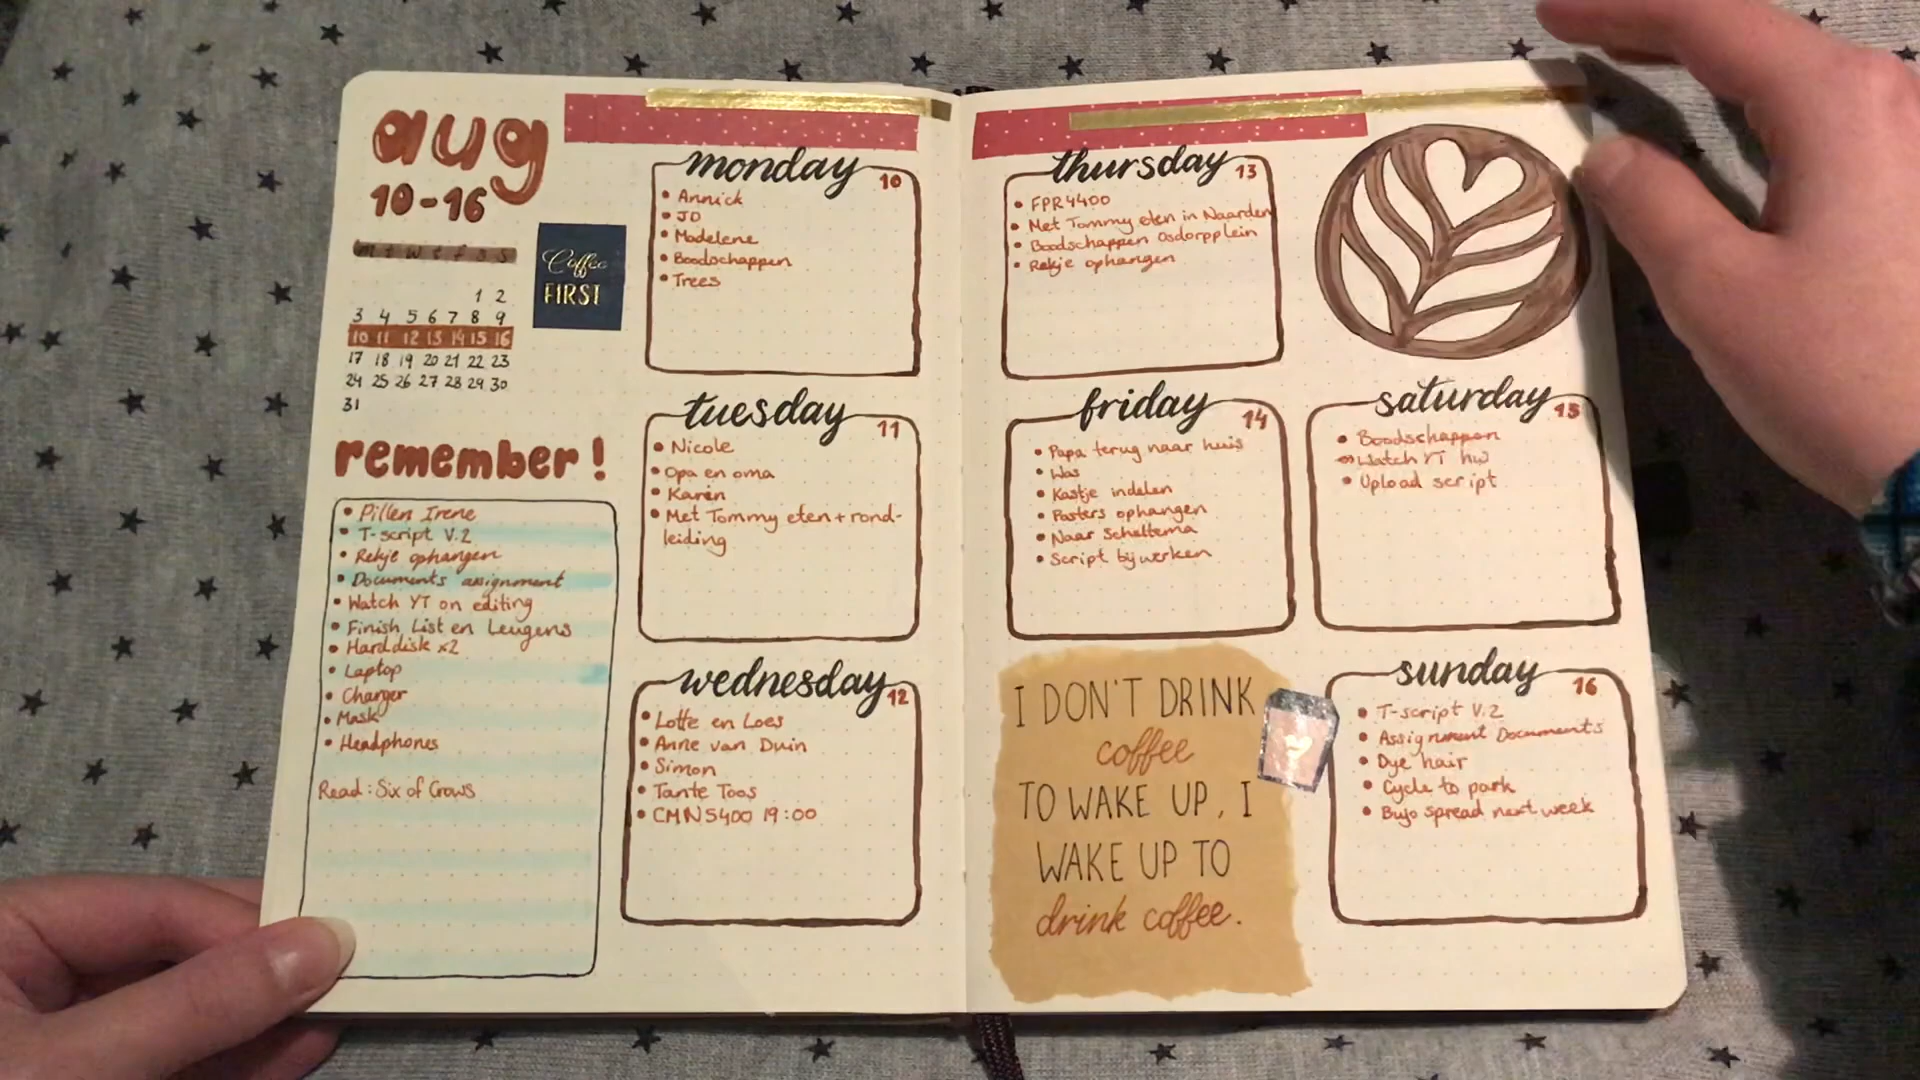 aug
10-16
m t w t f s s
1 2
3 4 5 6 7 8 9
10 11 12 13 14 15 16
17 18 19 20 21 22 23
24 25 26 27 28 29 30
31
Coffee
FIRST
remember!
• Pillen Irene
• T-script V.2
• Rekje ophangen
• Documents assignment
• Watch YT on editing
• Finish List en Leugens
• Harddisk x2
• Laptop
• Charger
• Mask
• Headphones
Read: Six of Crows
monday 10
• Annick
• JD
• Madelene
• Boodschappen
• Trees
tuesday 11
• Nicole
• Opa en oma
• Karin
• Met Tommy eten + rond-
leiding
wednesday 12
• Lotte en Loes
• Anne van Duin
• Simon
• Tante Toos
• CMN5400 19:00
thursday 13
• FPR4400
• Met Tommy eten in Naarden
• Boodschappen Osdorpplein
• Rekje ophangen
friday 14
• Papa terug naar huis
• Was
• Kastje indelen
• Posters ophangen
• Naar Scheltema
• Script bijwerken
saturday 15
• Boodschappen
• Watch YT hw
• Upload script
I DON'T DRINK
coffee
TO WAKE UP, I
WAKE UP TO
drink coffee.
sunday 16
• T-script V.2
• Assignment Documents
• Dye hair
• Cycle to park
• Bujo spread next week